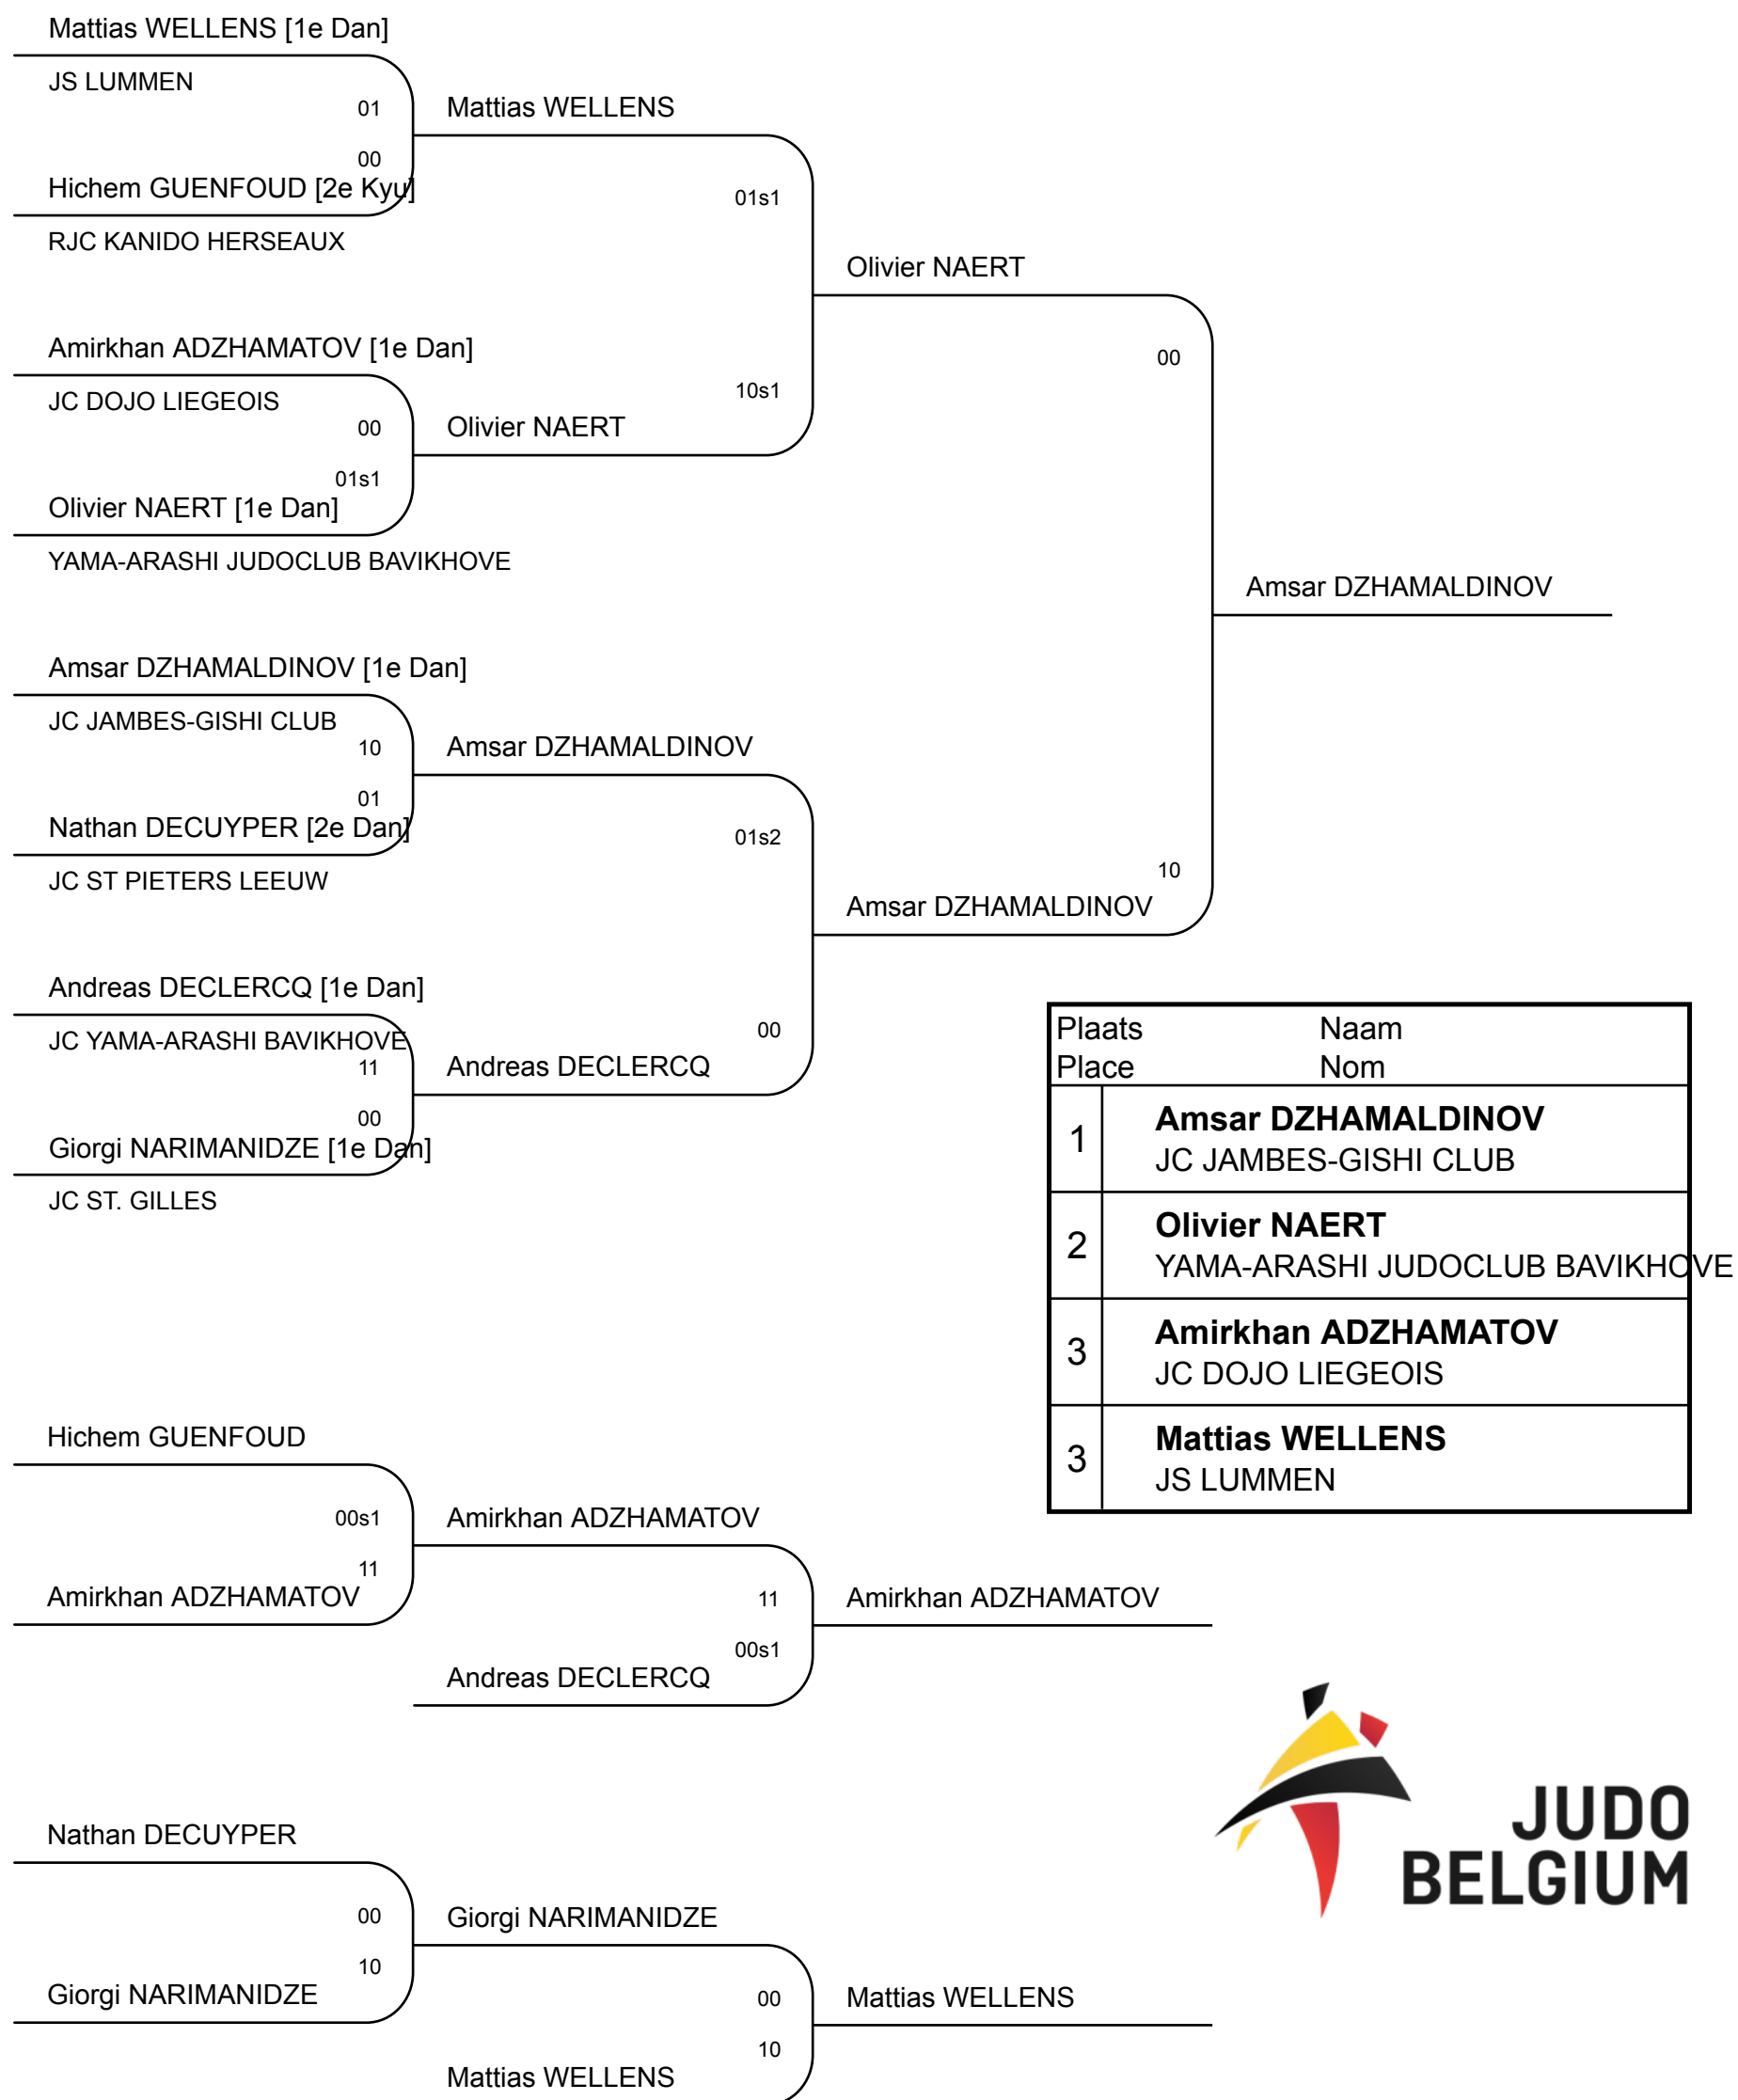 Mattias WELLENS [1e Dan]
JS LUMMEN
01
Mattias WELLENS
00
Hichem GUENFOUD [2e Kyu]
01s1
RJC KANIDO HERSEAUX
Olivier NAERT
Amirkhan ADZHAMATOV [1e Dan]
00
JC DOJO LIEGEOIS
10s1
00
Olivier NAERT
01s1
Olivier NAERT [1e Dan]
YAMA-ARASHI JUDOCLUB BAVIKHOVE
Amsar DZHAMALDINOV
Amsar DZHAMALDINOV [1e Dan]
JC JAMBES-GISHI CLUB
10
Amsar DZHAMALDINOV
01
Nathan DECUYPER [2e Dan]
01s2
JC ST PIETERS LEEUW
10
Amsar DZHAMALDINOV
Andreas DECLERCQ [1e Dan]
JC YAMA-ARASHI BAVIKHOVE
00
11
Andreas DECLERCQ
00
Giorgi NARIMANIDZE [1e Dan]
JC ST. GILLES
Plaats Naam
Place Nom
1 Amsar DZHAMALDINOV
JC JAMBES-GISHI CLUB
2 Olivier NAERT
YAMA-ARASHI JUDOCLUB BAVIKHOVE
3 Amirkhan ADZHAMATOV
JC DOJO LIEGEOIS
3 Mattias WELLENS
JS LUMMEN
Hichem GUENFOUD
00s1
Amirkhan ADZHAMATOV
11
Amirkhan ADZHAMATOV
11
Amirkhan ADZHAMATOV
00s1
Andreas DECLERCQ
Nathan DECUYPER
00
Giorgi NARIMANIDZE
10
Giorgi NARIMANIDZE
00
Mattias WELLENS
10
Mattias WELLENS
JUDO
BELGIUM